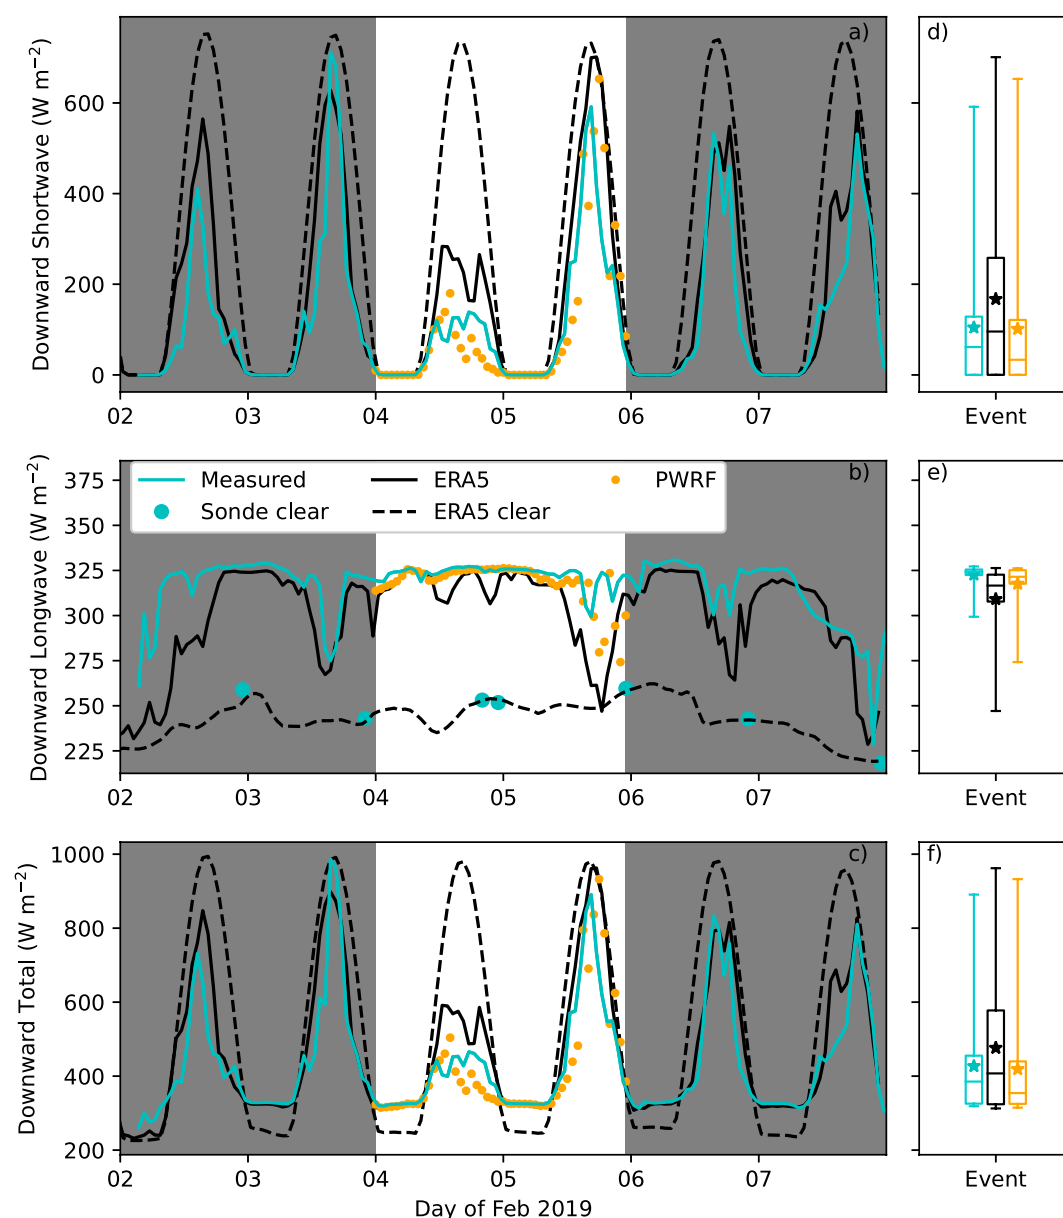 a)
Downward Shortwave (W m⁻²)
600
400
200
0
02 03 04 05 06 07
d)
Event
b)
Downward Longwave (W m⁻²)
375
350
325
300
275
250
225
Measured ERA5 PWRF
Sonde clear ERA5 clear
02 03 04 05 06 07
e)
Event
c)
Downward Total (W m⁻²)
1000
800
600
400
200
02 03 04 05 06 07
Day of Feb 2019
f)
Event